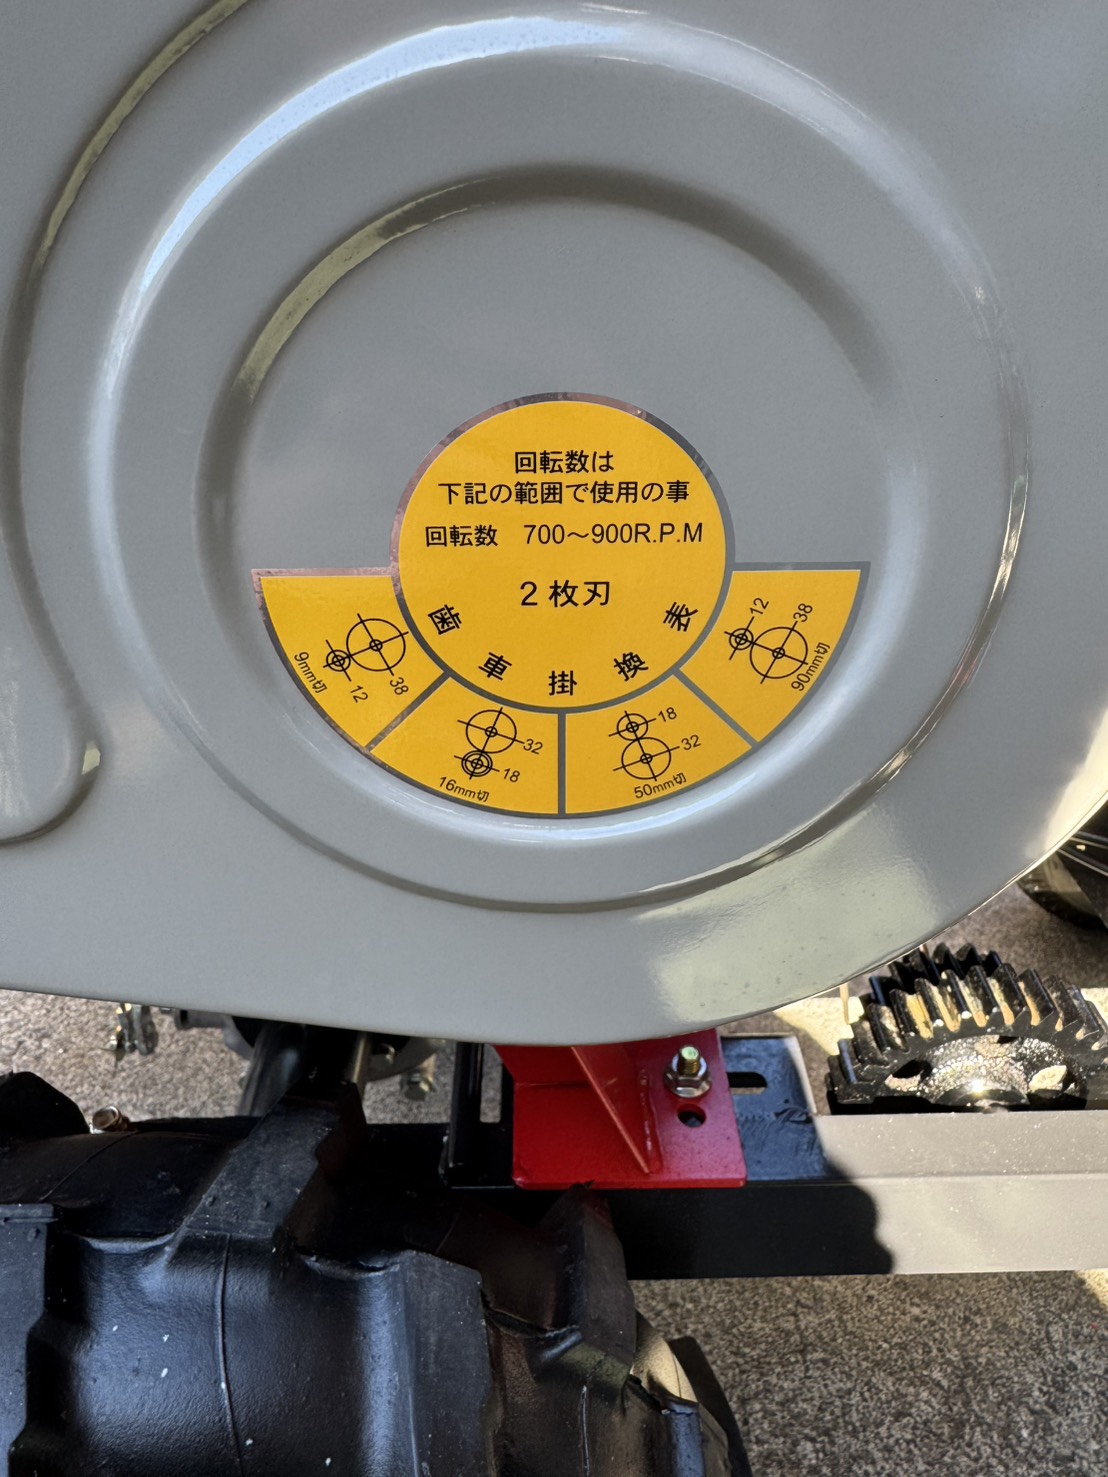 回転数は
下記の範囲で使用の事
回転数 700～900R.P.M
2枚刃
歯車掛換表
38
12
9mm切
32
18
16mm切
18
32
50mm切
12
38
90mm切